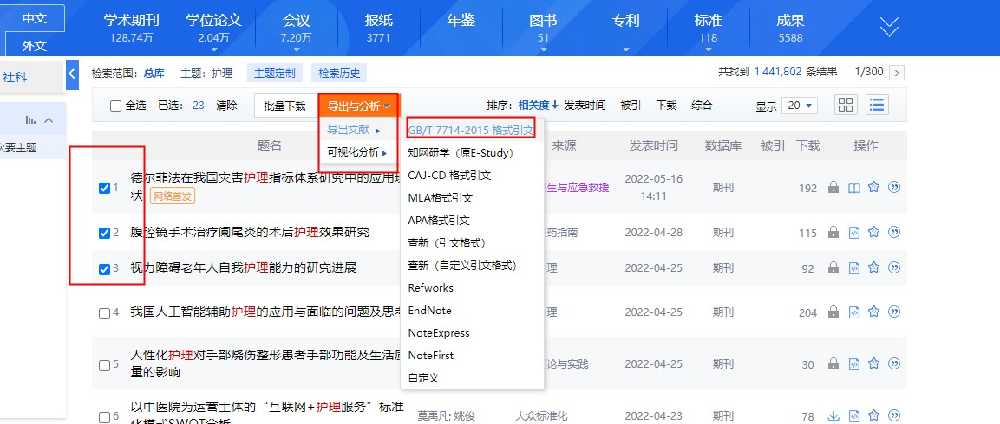 中文
外文
学术期刊
128.74万
学位论文
2.04万
会议
7.20万
报纸
3771
年鉴
图书
51
专利
标准
118
成果
5588
社科
次要主题
检索范围：总库 主题：护理 主题定制 检索历史
共找到 1,441,802 条结果 1/300
全选 已选： 23 清除 批量下载 导出与分析
排序： 相关度 发表时间 被引 下载 综合 显示 20
导出文献
可视化分析
GB/T 7714-2015 格式引文
知网研学（原E-Study）
CAJ-CD 格式引文
MLA格式引文
APA格式引文
查新（引文格式）
查新（自定义引文格式）
Refworks
EndNote
NoteExpress
NoteFirst
自定义
题名 来源 发表时间 数据库 被引 下载 操作
1 德尔菲法在我国灾害护理指标体系研究中的应用现
状 网络首发
生与应急救援 2022-05-16
14:11
期刊 192
2 腹腔镜手术治疗阑尾炎的术后护理效果研究
医药指南 2022-04-28 期刊 115
3 视力障碍老年人自我护理能力的研究进展
理 2022-04-25 期刊 92
4 我国人工智能辅助护理的应用与面临的问题及思考
理 2022-04-25 期刊 204
5 人性化护理对手部烧伤整形患者手部功能及生活质
量的影响
论与实践 2022-04-25 期刊 30
6 以中医院为运营主体的“互联网+护理服务”标准
化模式SWOT分析
莫禹凡; 姚俊 大众标准化 2022-04-23 期刊 78